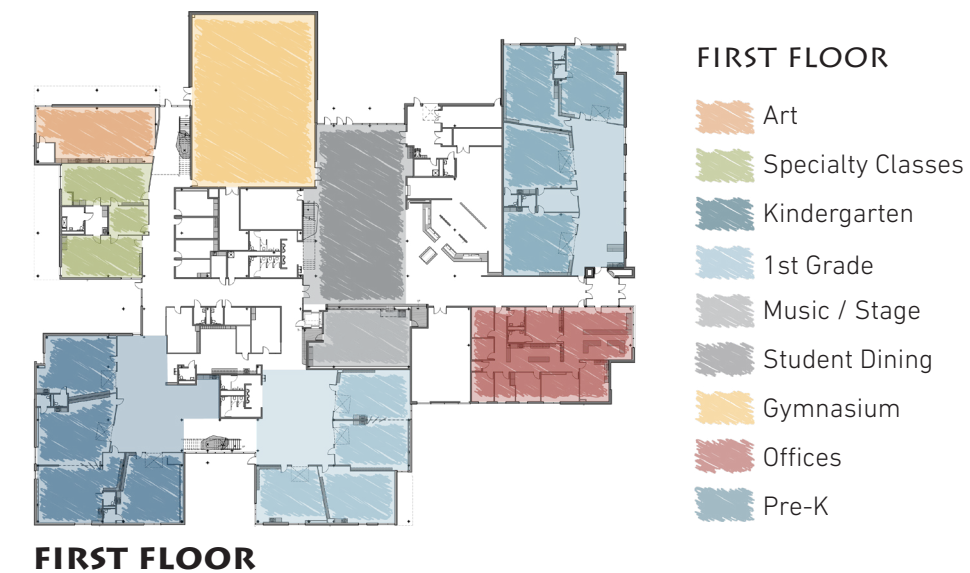 FIRST FLOOR
Art
Specialty Classes
Kindergarten
1st Grade
Music / Stage
Student Dining
Gymnasium
Offices
Pre-K
FIRST FLOOR